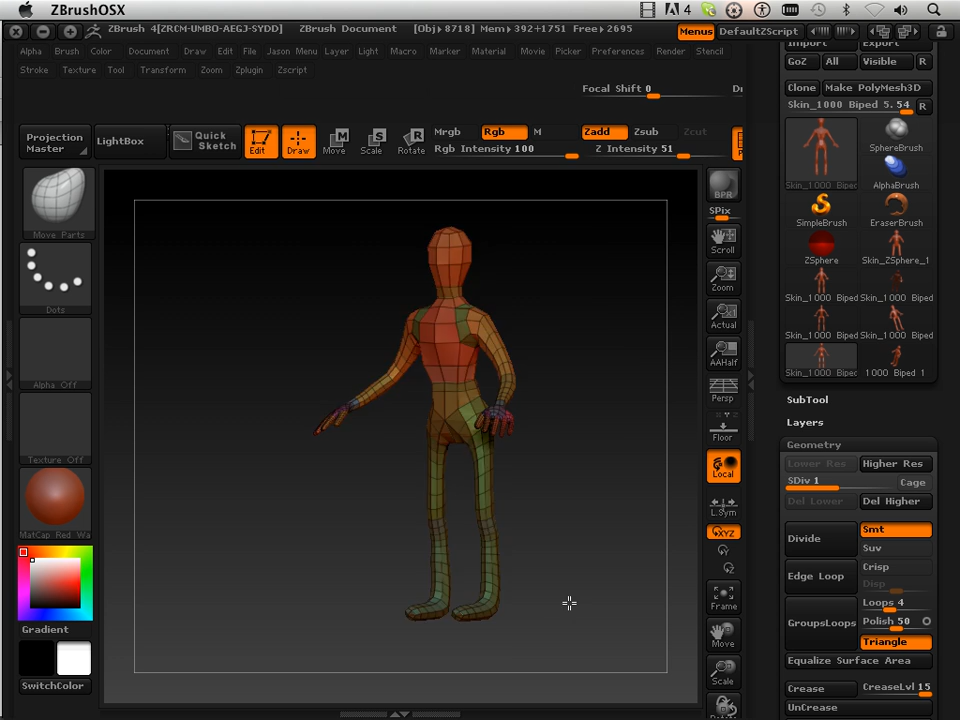 ZBrushOSX
4
ZBrush 4[ZRCM-UMBO-AEGJ-SYDD] ZBrush Document [Obj▸8718] Mem▸392+1751 Free▸2695 Menus DefaultZScript
Alpha Brush Color Document Draw Edit File Jason Menu Layer Light Macro Marker Material Movie Picker Preferences Render Stencil
Stroke Texture Tool Transform Zoom Zplugin Zscript
Import Export
GoZ All Visible R
Focal Shift 0
Clone Make PolyMesh3D
Skin_1000 Biped 5. 54 R
Projection Master
LightBox
Quick Sketch
Edit Draw Move Scale Rotate
Mrgb Rgb M Zadd Zsub Zcut
Rgb Intensity 100 Z Intensity 51
Skin_1000 Biped
SphereBrush
AlphaBrush
SimpleBrush EraserBrush
ZSphere Skin_ZSphere_1
Skin_1000 Biped Skin_1000 Biped
Skin_1000 Biped Skin_1000 Biped
Skin_1000 Biped 1000 Biped 1
Move Parts
Dots
Alpha Off
Texture Off
MatCap Red Wa
Gradient
SwitchColor
BPR
SPix
Scroll
Zoom
Actual
AAHalf
Persp
Floor
Local
L.Sym
XYZ
Y
Z
Frame
Move
Scale
SubTool
Layers
Geometry
Lower Res Higher Res
SDiv 1 Cage
Del Lower Del Higher
Divide Smt
Suv
Edge Loop Crisp
Disp
Loops 4
GroupsLoops Polish 50
Triangle
Equalize Surface Area
Crease CreaseLvl 15
UnCrease